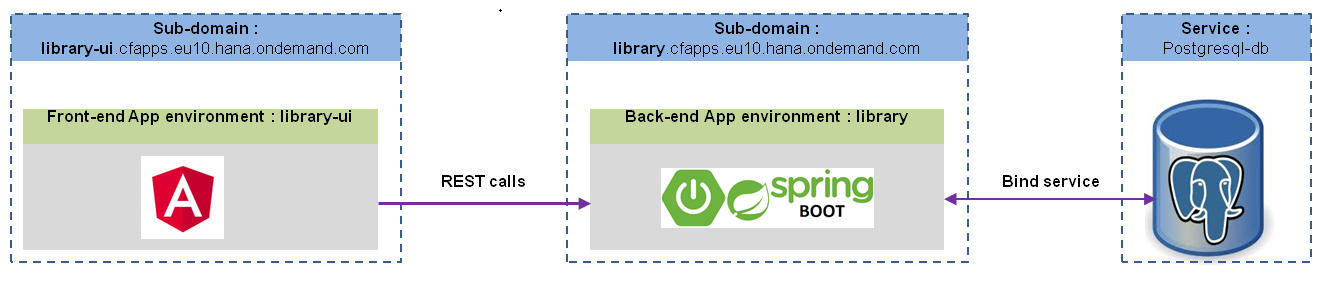 Sub-domain :
library-ui.cfapps.eu10.hana.ondemand.com
Front-end App environment : library-ui
REST calls
Sub-domain :
library.cfapps.eu10.hana.ondemand.com
Back-end App environment : library
spring
BOOT
Bind service
Service :
Postgresql-db